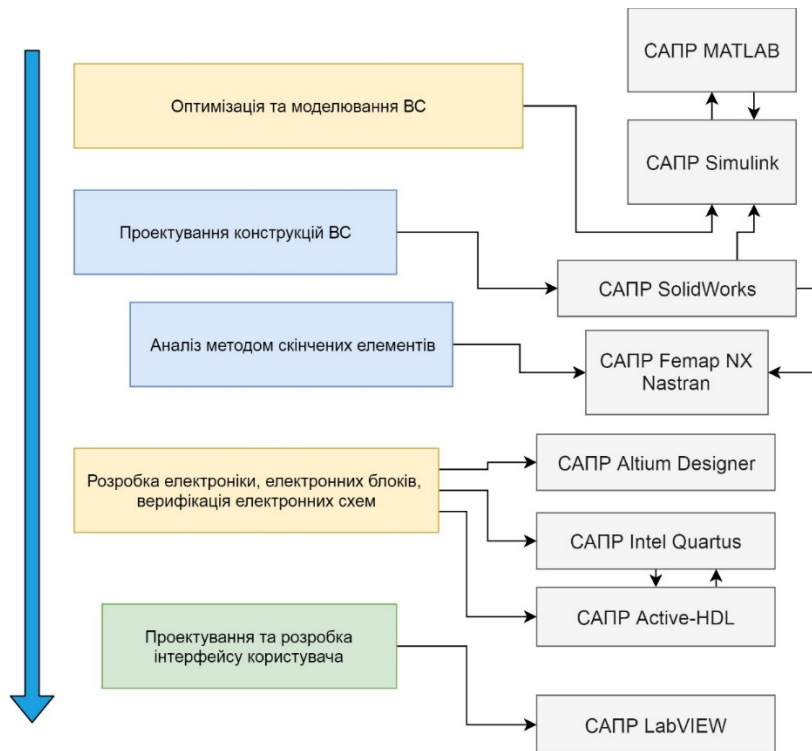 САПР MATLAB
Оптимізація та моделювання ВС
САПР Simulink
Проектування конструкцій ВС
САПР SolidWorks
Аналіз методом скінчених елементів
САПР Femap NX
Nastran
САПР Altium Designer
Розробка електроніки, електронних блоків,
верифікація електронних схем
САПР Intel Quartus
САПР Active-HDL
Проектування та розробка
інтерфейсу користувача
САПР LabVIEW